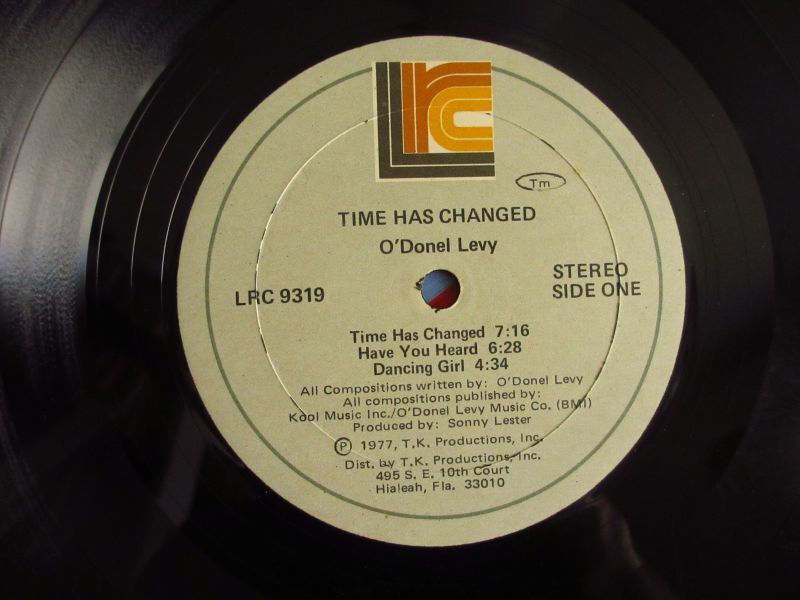 lrc
Tm
TIME HAS CHANGED
O'Donel Levy
LRC 9319
STEREO
SIDE ONE
Time Has Changed 7:16
Have You Heard 6:28
Dancing Girl 4:34
All Compositions written by: O'Donel Levy
All compositions published by:
Kool Music Inc./O'Donel Levy Music Co. (BMI)
Produced by: Sonny Lester
Ⓟ 1977, T.K. Productions, Inc.
Dist. by T.K. Productions, Inc.
495 S. E. 10th Court
Hialeah, Fla. 33010